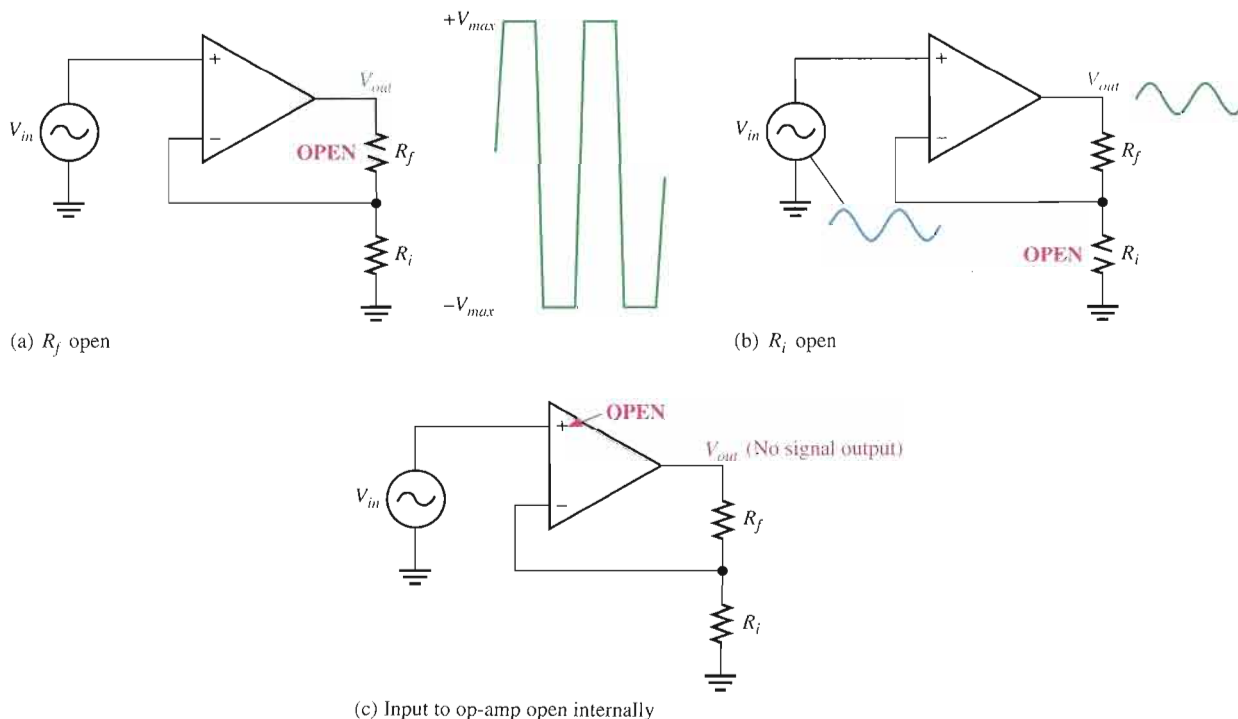 +V_max
V_in
+
−
V_out
OPEN
R_f
R_i
−V_max
(a) R_f open
V_in
+
−
V_out
R_f
OPEN
R_i
(b) R_i open
OPEN
+
V_out (No signal output)
V_in
−
R_f
R_i
(c) Input to op-amp open internally